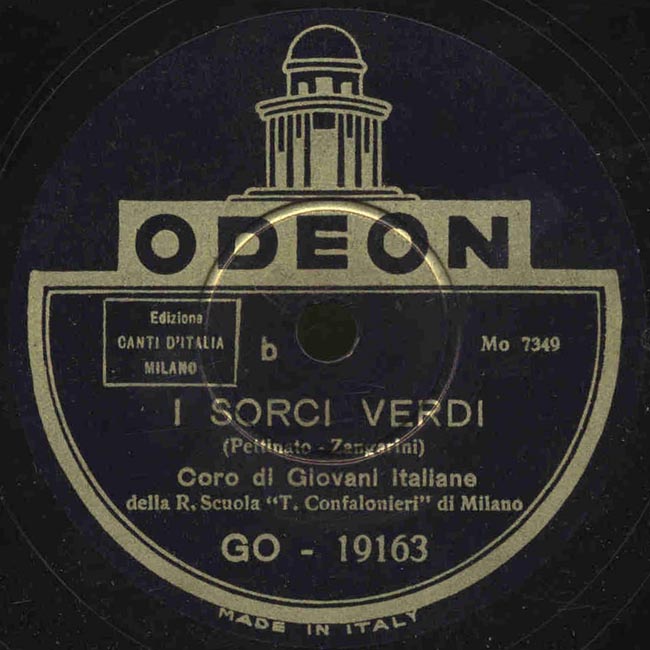 ODEON
Edizione
CANTI D'ITALIA
MILANO
b
Mo 7349
I SORCI VERDI
(Pettinato - Zangarini)
Coro di Giovani Italiane
della R. Scuola “T. Confalonieri” di Milano
GO - 19163
MADE IN ITALY